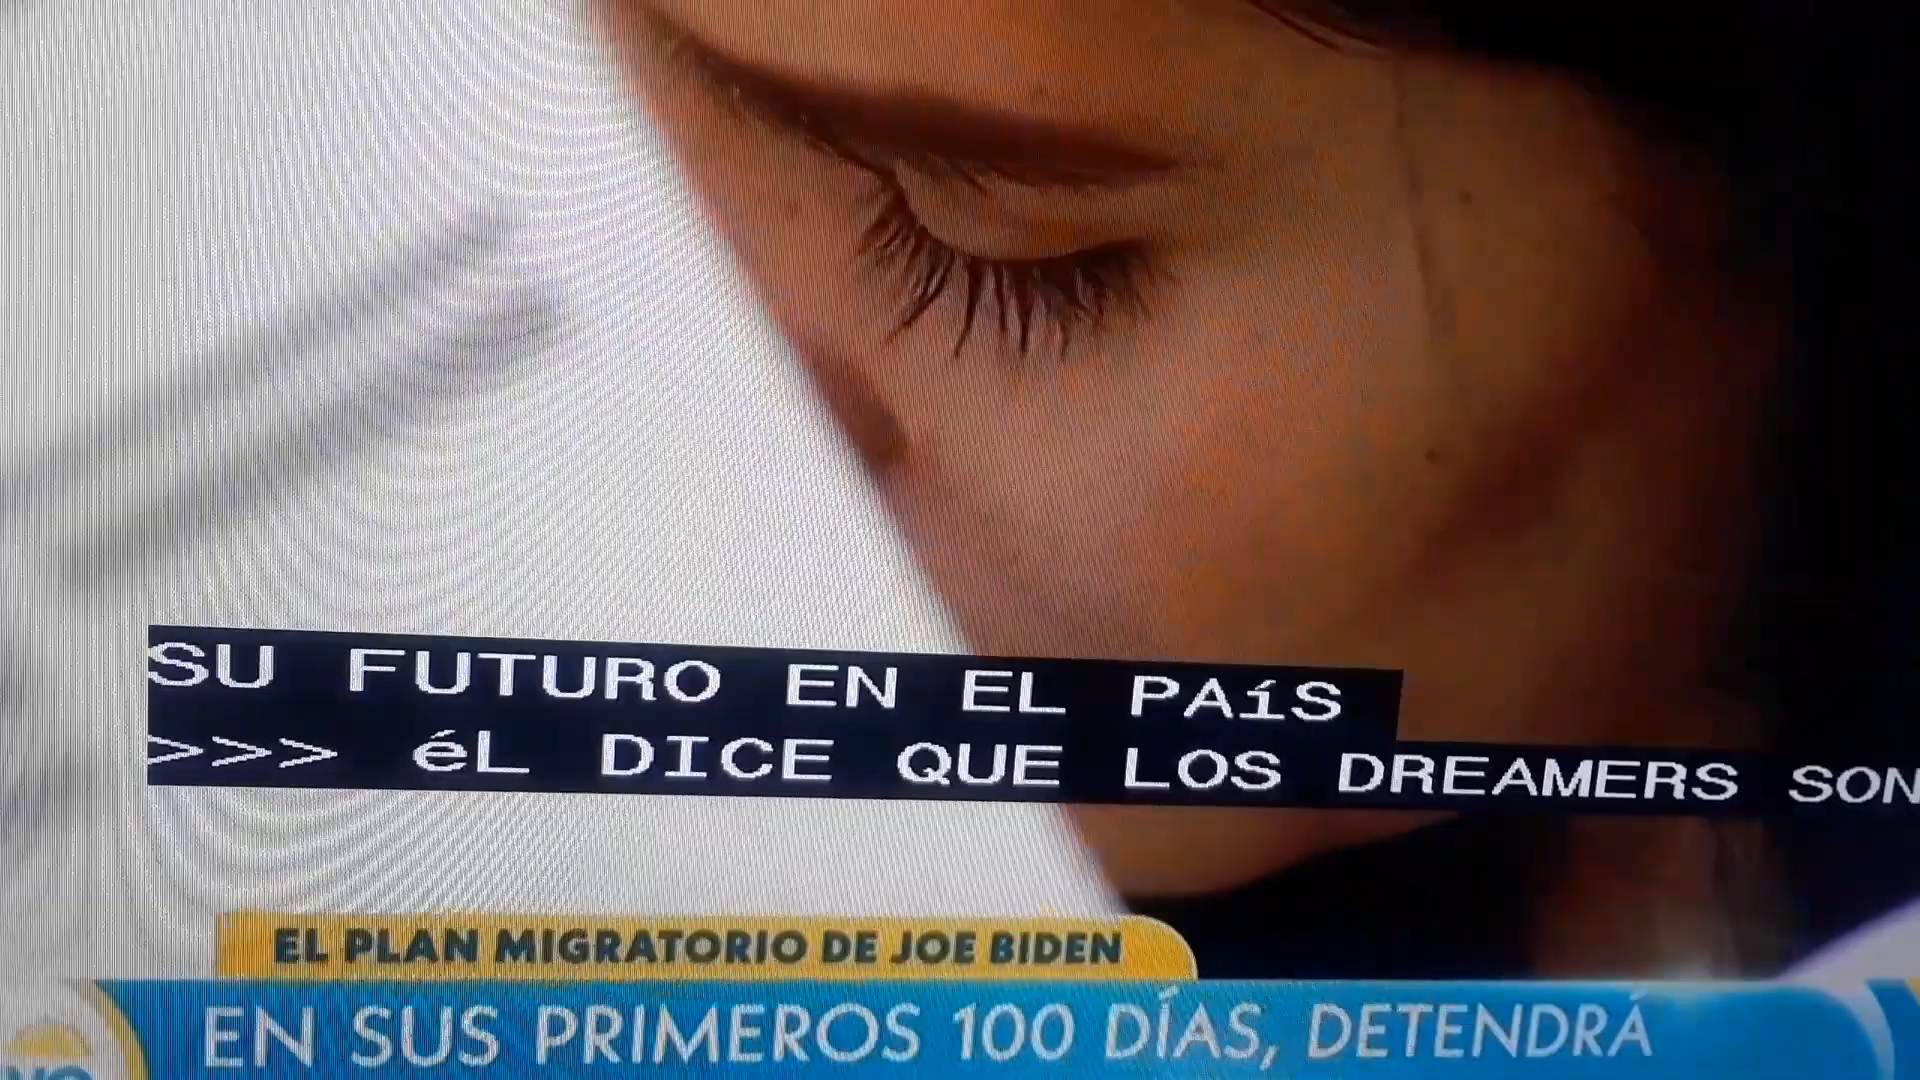 SU FUTURO EN EL PAíS
>>> éL DICE QUE LOS DREAMERS SON
EL PLAN MIGRATORIO DE JOE BIDEN
EN SUS PRIMEROS 100 DÍAS, DETENDRÁ